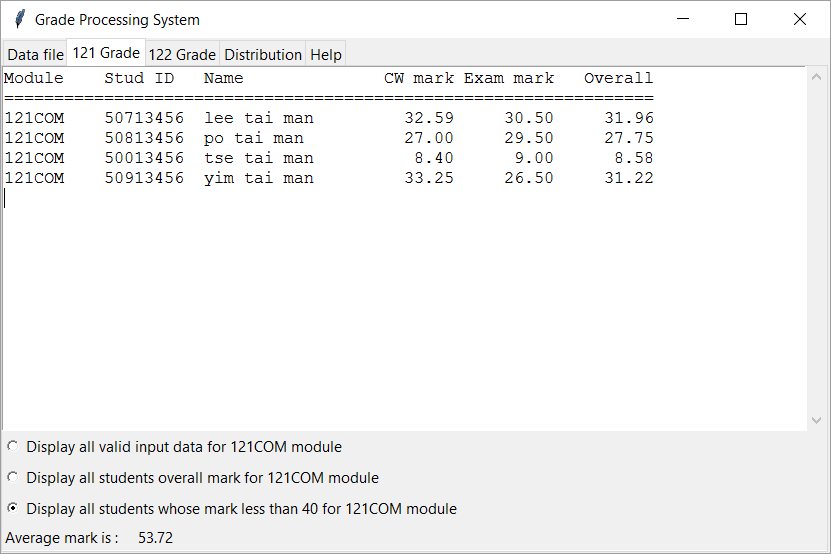 Grade Processing System
Data file 121 Grade 122 Grade Distribution Help
Module Stud ID Name CW mark Exam mark Overall
=================================================================
121COM 50713456 lee tai man 32.59 30.50 31.96
121COM 50813456 po tai man 27.00 29.50 27.75
121COM 50013456 tse tai man 8.40 9.00 8.58
121COM 50913456 yim tai man 33.25 26.50 31.22
Display all valid input data for 121COM module
Display all students overall mark for 121COM module
Display all students whose mark less than 40 for 121COM module
Average mark is : 53.72